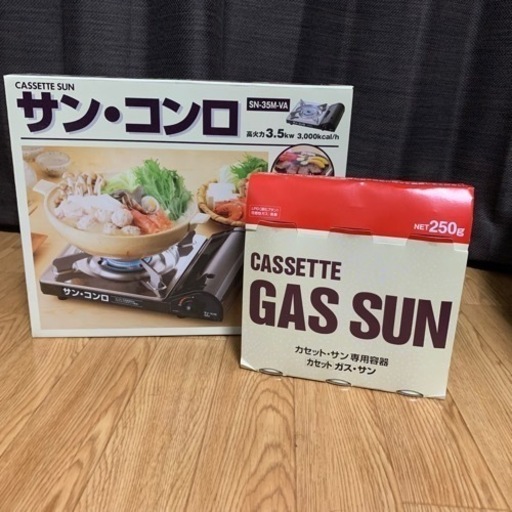 CASSETTE SUN
サン・コンロ
SN-35M-VA
高火力3.5kw 3,000kcal/h
サン・コンロ
NET 250g
CASSETTE
GAS SUN
カセット・サン 専用容器
カセット ガス・サン